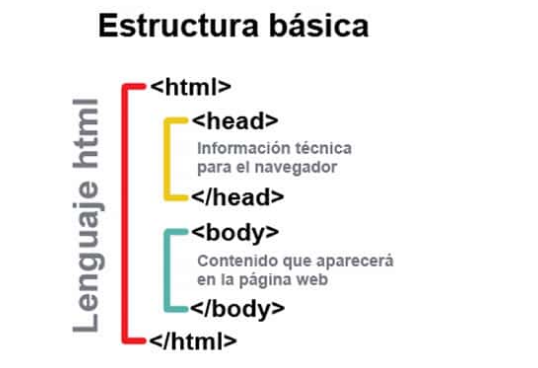 Estructura básica
Lenguaje html
<html>
<head>
Información técnica
para el navegador
</head>
<body>
Contenido que aparecerá
en la página web
</body>
</html>